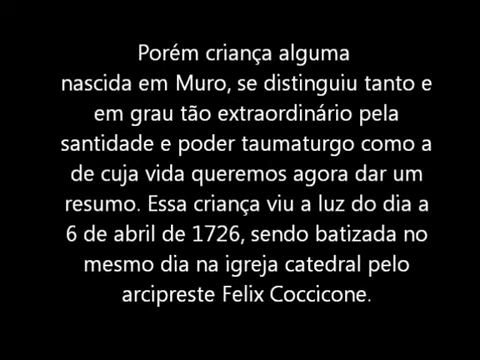 Porém criança alguma
nascida em Muro, se distinguiu tanto e
em grau tão extraordinário pela
santidade e poder taumaturgo como a
de cuja vida queremos agora dar um
resumo. Essa criança viu a luz do dia a
6 de abril de 1726, sendo batizada no
mesmo dia na igreja catedral pelo
arcipreste Felix Coccicone.